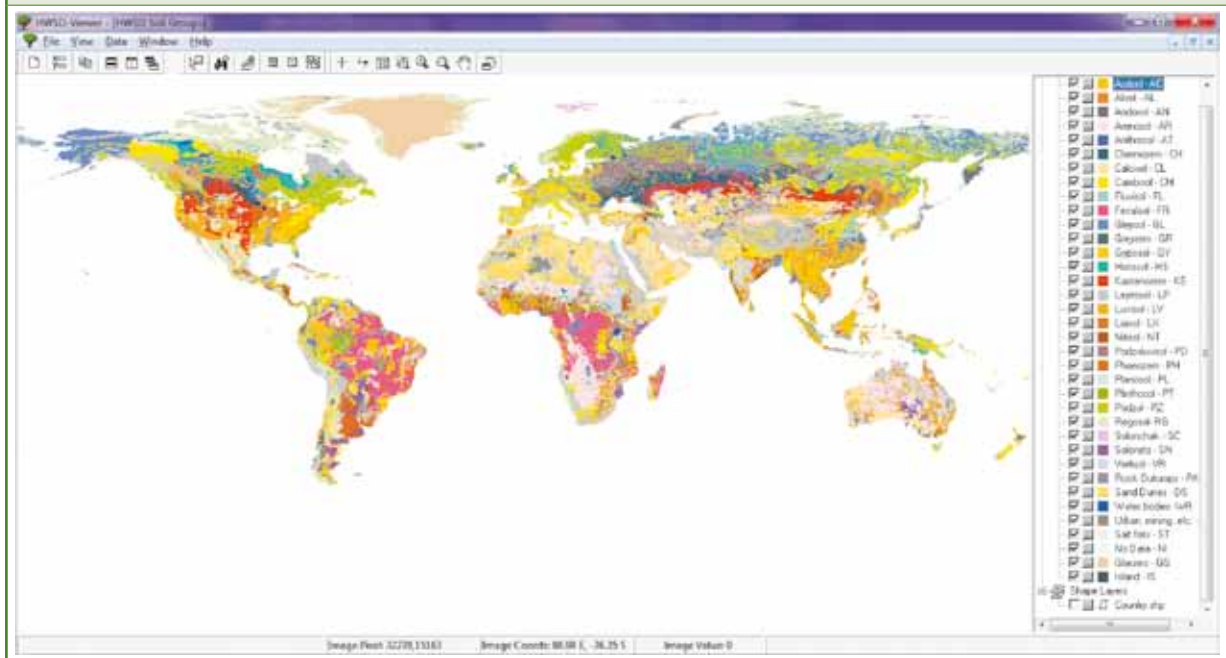 HWSD-Viewer - [HWSD Soil Groups]
File View Data Window Help
Acrisol - AC
Alisol - AL
Andosol - AN
Arenosol - AR
Anthrosol - AT
Chernozem - CH
Calcisol - CL
Cambisol - CM
Fluvisol - FL
Ferralsol - FR
Gleysol - GL
Greyzem - GR
Gypsisol - GY
Histosol - HS
Kastanozem - KS
Leptosol - LP
Luvisol - LV
Lixisol - LX
Nitisol - NT
Podzoluvisol - PD
Phaeozem - PH
Planosol - PL
Plinthosol - PT
Podzol - PZ
Regosol - RG
Solonchak - SC
Solonetz - SN
Vertisol - VR
Rock Outcrops - RK
Sand Dunes - DS
Water bodies - WR
Urban, mining, etc.
Salt flats - ST
No Data - NI
Glaciers - GG
Island - IS
Shape Layers
Country.shp
Image Pixel: 32239,15163 Image Coords: E, -36.35 S Image Value: 0